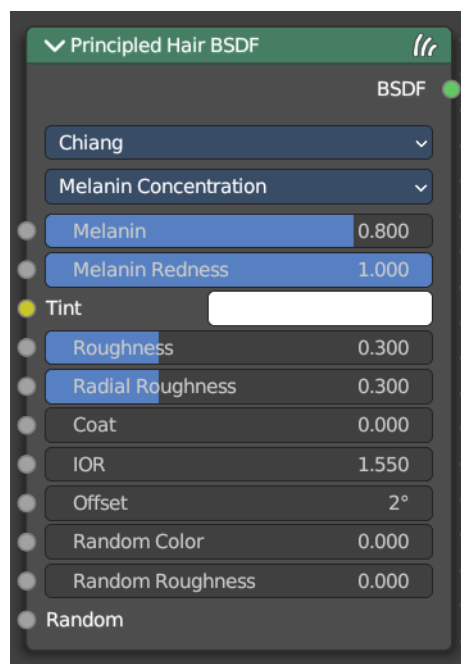 Principled Hair BSDF
BSDF
Chiang
Melanin Concentration
Melanin 0.800
Melanin Redness 1.000
Tint
Roughness 0.300
Radial Roughness 0.300
Coat 0.000
IOR 1.550
Offset 2°
Random Color 0.000
Random Roughness 0.000
Random